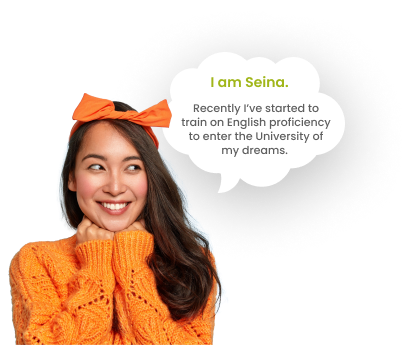 I am Seina.
Recently I’ve started to
train on English proficiency
to enter the University of
my dreams.